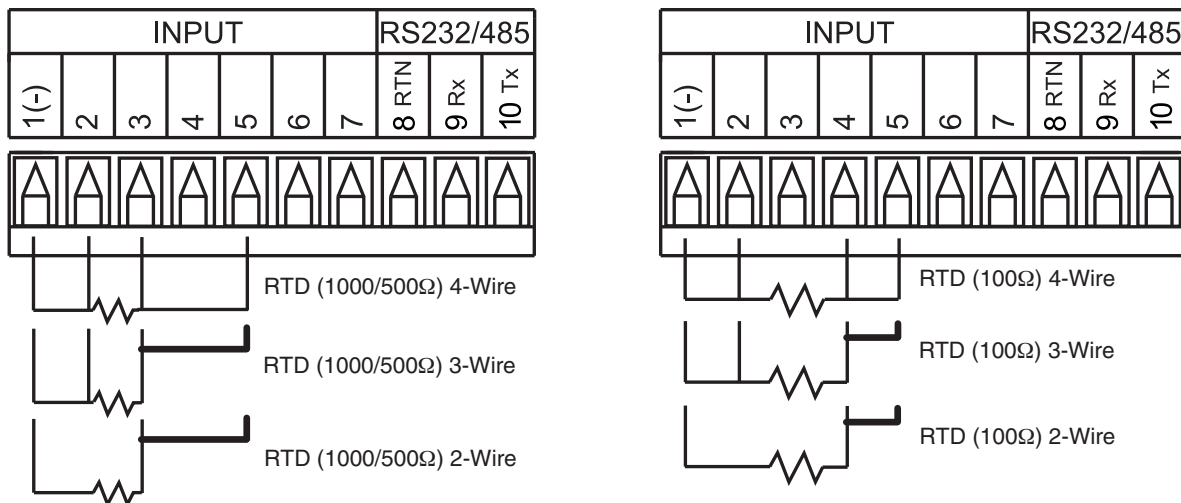 INPUT RS232/485
1(-) 2 3 4 5 6 7 8 RTN 9 Rx 10 Tx
RTD (1000/500Ω) 4-Wire
RTD (1000/500Ω) 3-Wire
RTD (1000/500Ω) 2-Wire
INPUT RS232/485
1(-) 2 3 4 5 6 7 8 RTN 9 Rx 10 Tx
RTD (100Ω) 4-Wire
RTD (100Ω) 3-Wire
RTD (100Ω) 2-Wire